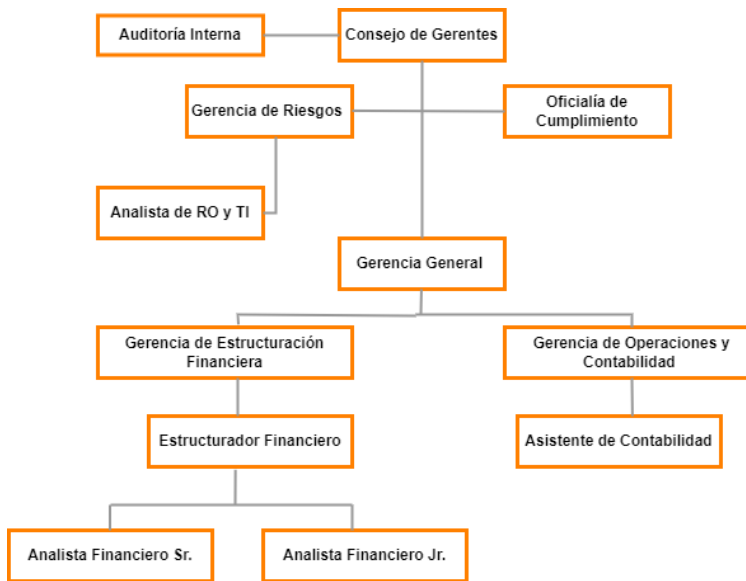 Auditoría Interna
Consejo de Gerentes
Gerencia de Riesgos
Oficialía de
Cumplimiento
Analista de RO y TI
Gerencia General
Gerencia de Estructuración
Financiera
Gerencia de Operaciones y
Contabilidad
Estructurador Financiero
Asistente de Contabilidad
Analista Financiero Sr.
Analista Financiero Jr.